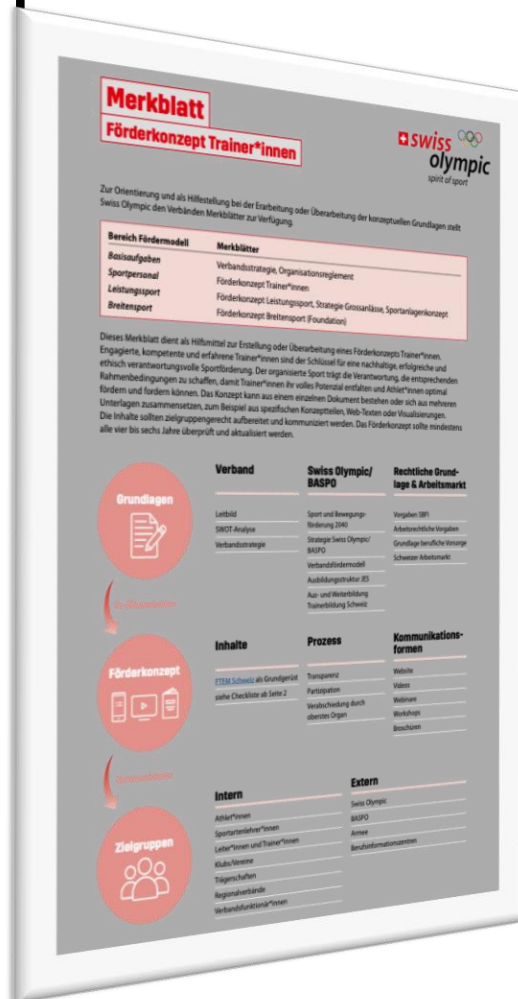 Merkblatt
Förderkonzept Trainer*innen
swiss
olympic
spirit of sport
Zur Orientierung und als Hilfestellung bei der Erarbeitung oder Überarbeitung der konzeptuellen Grundlagen stellt
Swiss Olympic den Verbänden Merkblätter zur Verfügung.
Bereich Fördermodell Merkblätter
Basisaufgaben Verbandsstrategie, Organisationsreglement
Sportpersonal Förderkonzept Trainer*innen
Leistungssport Förderkonzept Leistungssport, Strategie Grossanlässe, Sportanlagenkonzept
Breitensport Förderkonzept Breitensport (Foundation)
Dieses Merkblatt dient als Hilfsmittel zur Erstellung oder Überarbeitung eines Förderkonzepts Trainer*innen.
Engagierte, kompetente und erfahrene Trainer*innen sind der Schlüssel für eine nachhaltige, erfolgreiche und
ethisch verantwortungsvolle Sportförderung. Der organisierte Sport trägt die Verantwortung, die entsprechenden
Rahmenbedingungen zu schaffen, damit Trainer*innen ihr volles Potenzial entfalten und Athlet*innen optimal
fördern und fordern können. Das Konzept kann aus einem einzelnen Dokument bestehen oder sich aus mehreren
Unterlagen zusammensetzen, zum Beispiel aus spezifischen Konzeptteilen, Web-Texten oder Visualisierungen.
Die Inhalte sollten zielgruppengerecht aufbereitet und kommuniziert werden. Das Förderkonzept sollte mindestens
alle vier bis sechs Jahre überprüft und aktualisiert werden.
Grundlagen
Verband
Leitbild
SWOT-Analyse
Verbandsstrategie
Swiss Olympic/
BASPO
Sport und Bewegungs-
förderung 2040
Strategie Swiss Olympic/
BASPO
Verbandsfördermodell
Ausbildungsstruktur JES
Aus- und Weiterbildung
Trainerbildung Schweiz
Rechtliche Grund-
lage & Arbeitsmarkt
Vorgaben SBFI
Arbeitsrechtliche Vorgaben
Grundlage berufliche Vorsorge
Schweizer Arbeitsmarkt
Förderkonzept
Inhalte
FTEM Schweiz als Grundgerüst
siehe Checkliste ab Seite 2
Prozess
Transparenz
Partizipation
Verabschiedung durch
oberstes Organ
Kommunikations-
formen
Website
Videos
Webinare
Workshops
Broschüren
Zielgruppen
Intern
Athlet*innen
Sportartenlehrer*innen
Leiter*innen und Trainer*innen
Klubs/Vereine
Trägerschaften
Regionalverbände
Verbandsfunktionär*innen
Extern
Swiss Olympic
BASPO
Armee
Berufsinformationszentren